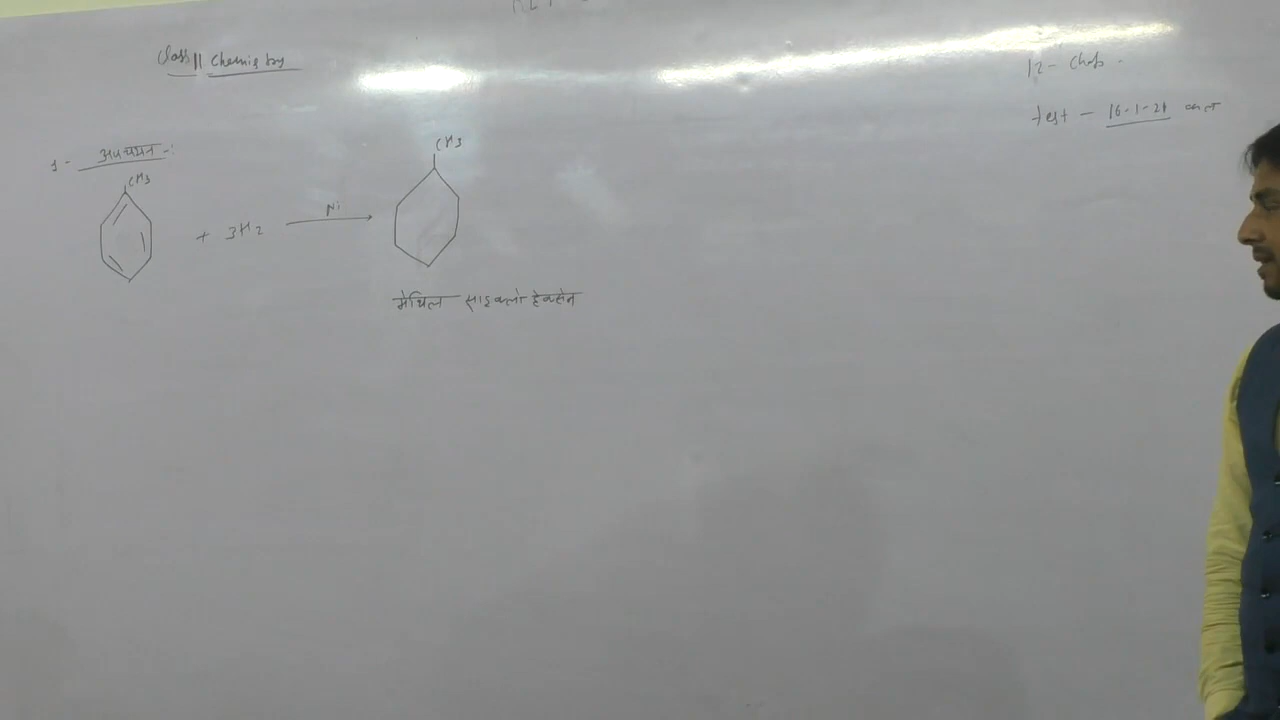 Class 11 Chemistry
12 - Chap.
test - 16-1-21
1- अपचयन -:
CH3
CH3
+ 3H2
Ni
मेथिल साइक्लो हेक्सेन